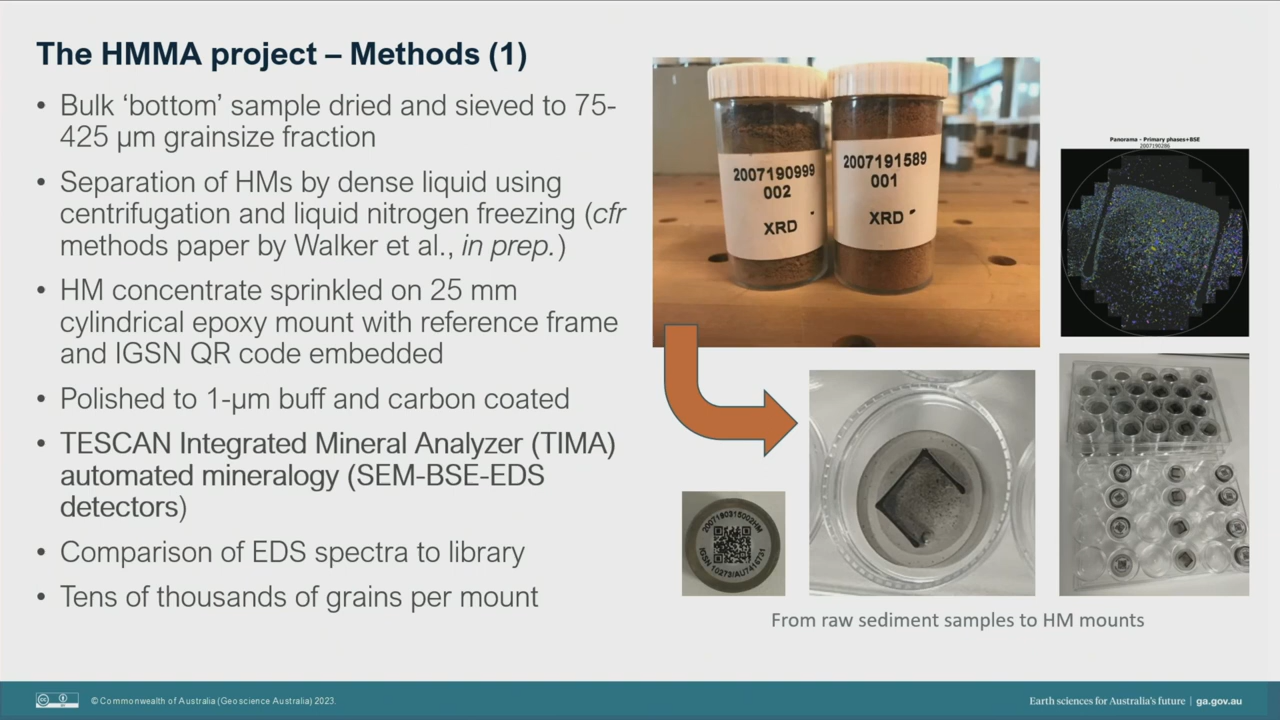 The HMMA project – Methods (1)
• Bulk ‘bottom’ sample dried and sieved to 75-
425 µm grainsize fraction
• Separation of HMs by dense liquid using
centrifugation and liquid nitrogen freezing (cfr
methods paper by Walker et al., in prep.)
• HM concentrate sprinkled on 25 mm
cylindrical epoxy mount with reference frame
and IGSN QR code embedded
• Polished to 1-µm buff and carbon coated
• TESCAN Integrated Mineral Analyzer (TIMA)
automated mineralogy (SEM-BSE-EDS
detectors)
• Comparison of EDS spectra to library
• Tens of thousands of grains per mount
2007190999
002
XRD
2007191589
001
XRD
Panorama - Primary phases+BSE
2007190286
2007190315002HM
IGSN 10273/AU7416731
From raw sediment samples to HM mounts
© Commonwealth of Australia (Geoscience Australia) 2023.
Earth sciences for Australia’s future | ga.gov.au